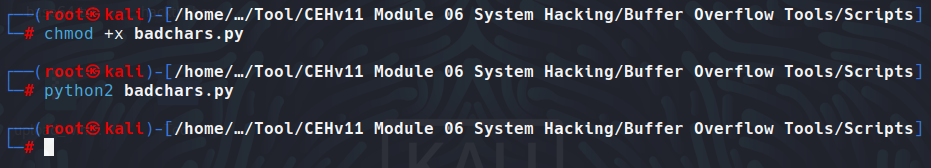 ┌──(root㉿kali)-[/home/…/Tool/CEHv11 Module 06 System Hacking/Buffer Overflow Tools/Scripts]
└─# chmod +x badchars.py
┌──(root㉿kali)-[/home/…/Tool/CEHv11 Module 06 System Hacking/Buffer Overflow Tools/Scripts]
└─# python2 badchars.py
┌──(root㉿kali)-[/home/…/Tool/CEHv11 Module 06 System Hacking/Buffer Overflow Tools/Scripts]
└─#
KALI